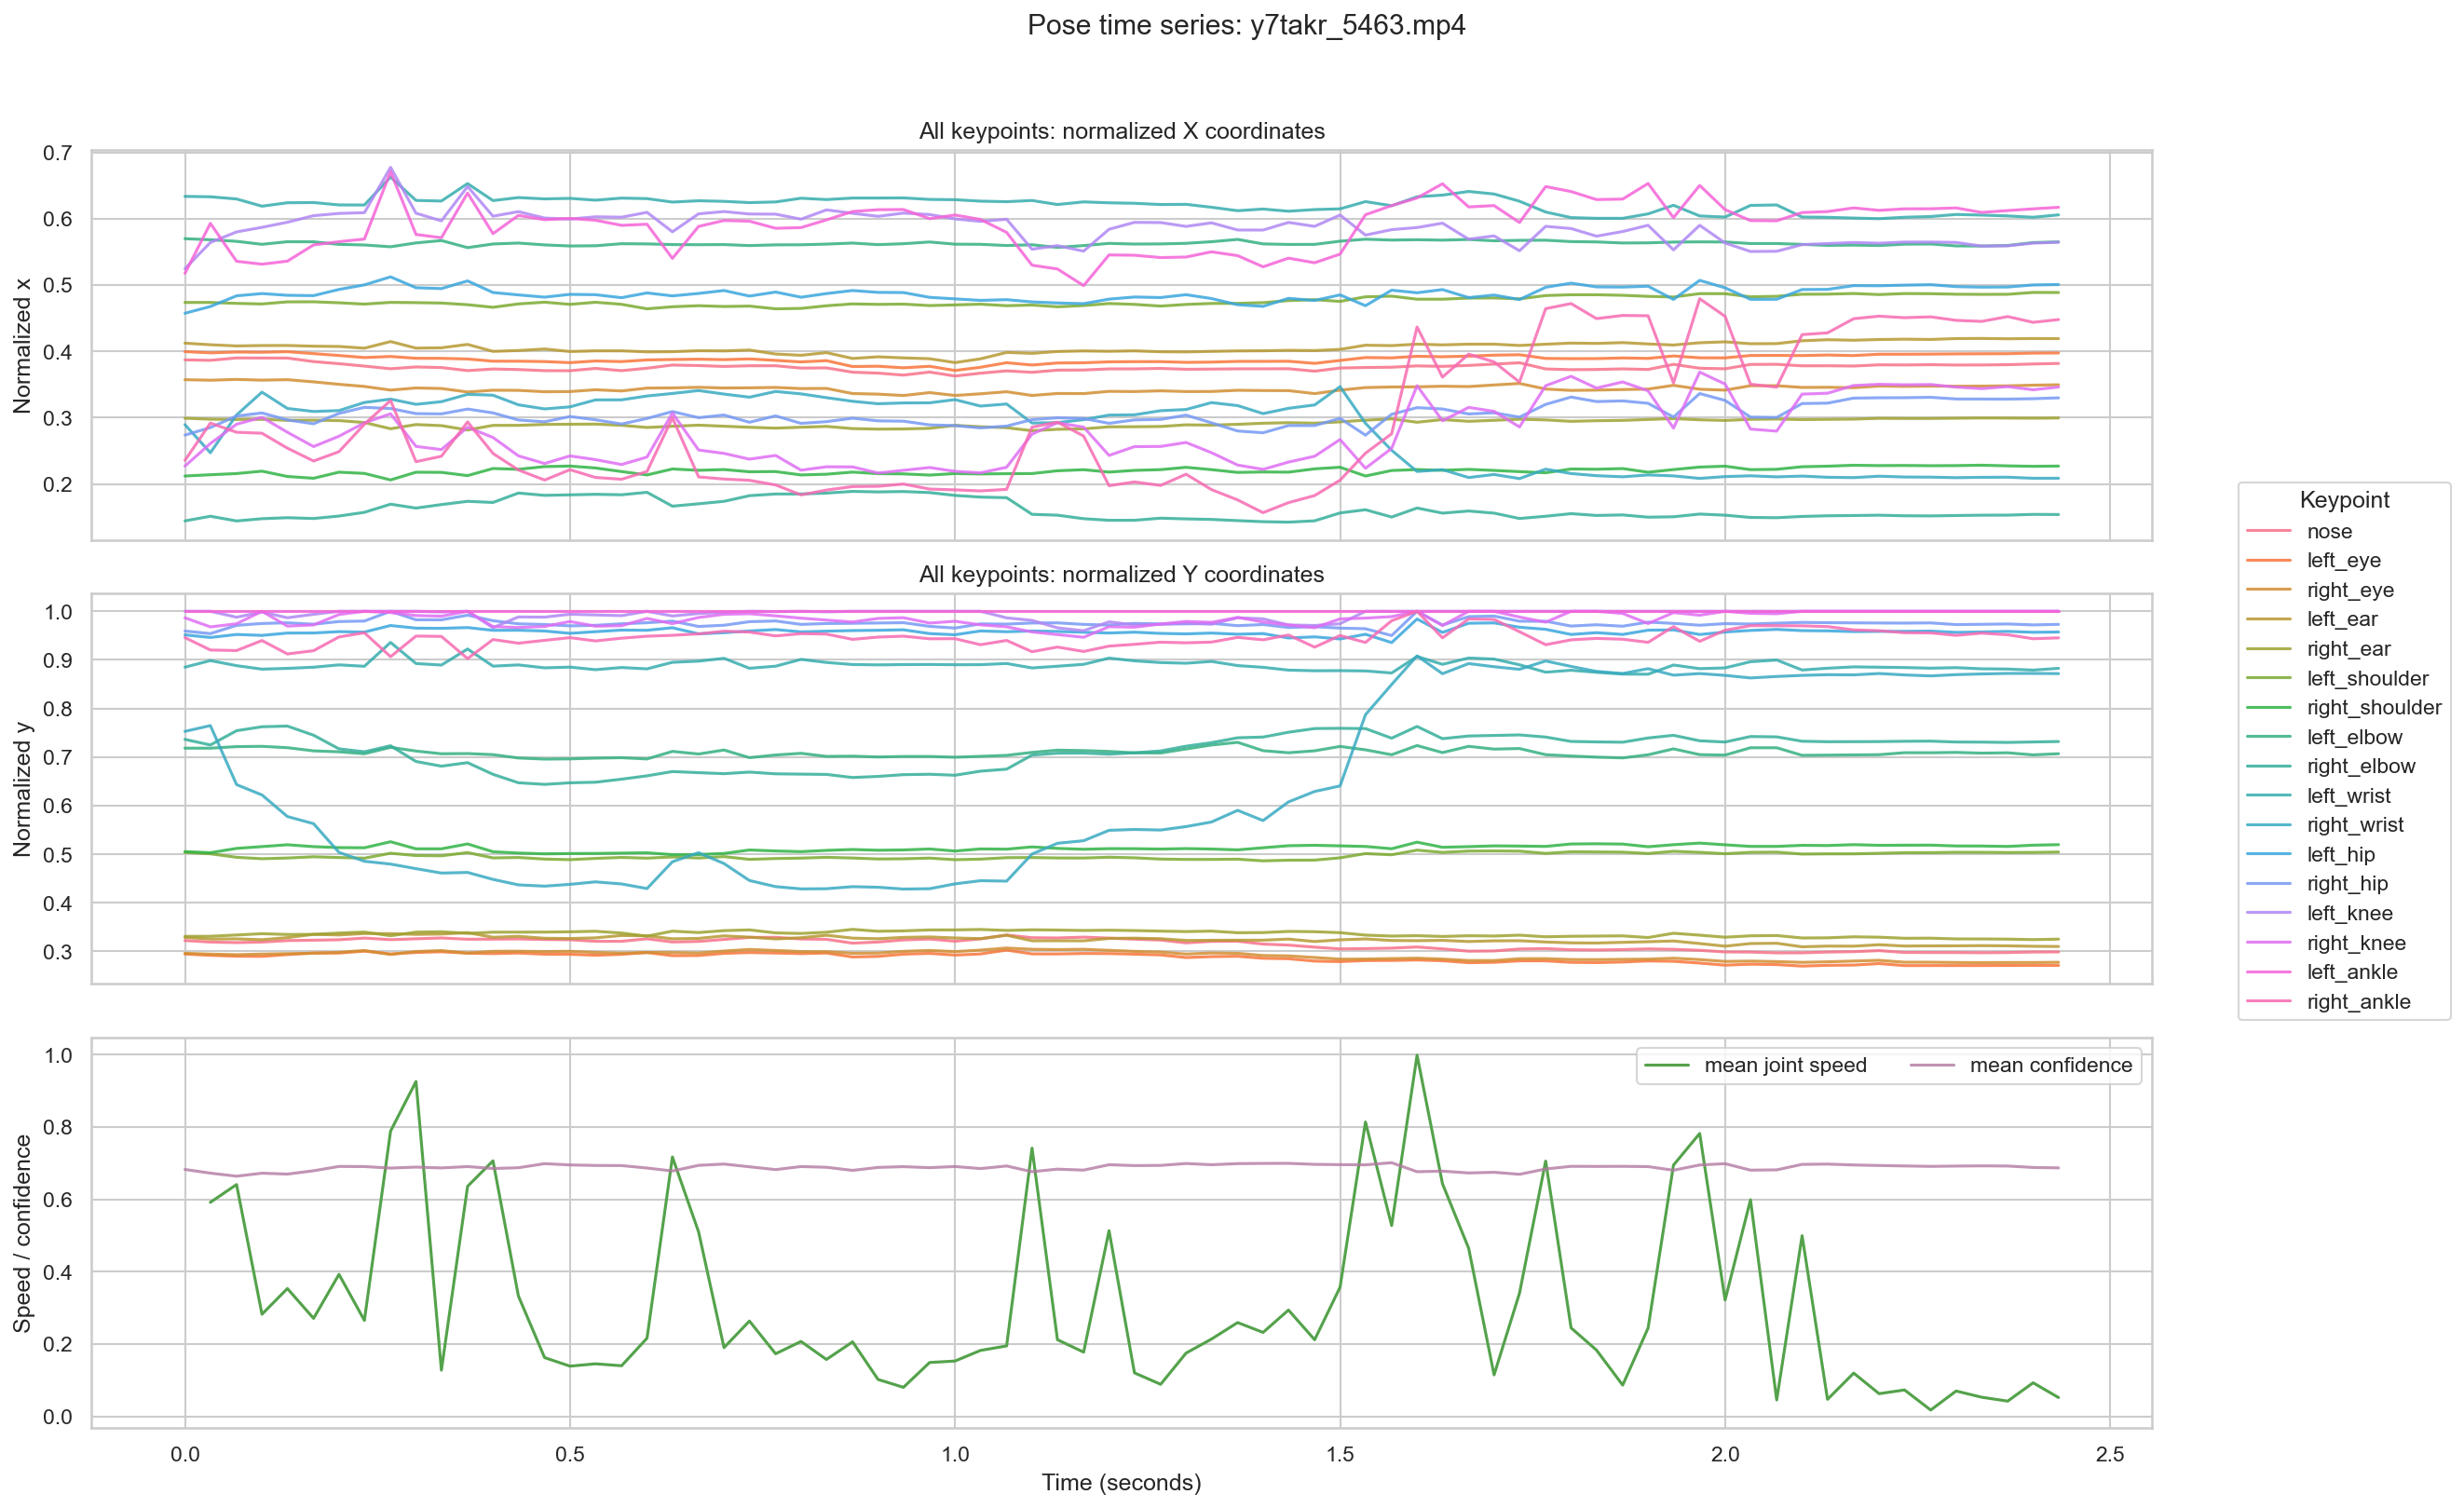 Pose time series: y7takr_5463.mp4
All keypoints: normalized X coordinates
0.7
0.6
0.5
0.4
0.3
0.2
Normalized x
All keypoints: normalized Y coordinates
1.0
0.9
0.8
0.7
0.6
0.5
0.4
0.3
Normalized y
Keypoint
nose
left_eye
right_eye
left_ear
right_ear
left_shoulder
right_shoulder
left_elbow
right_elbow
left_wrist
right_wrist
left_hip
right_hip
left_knee
right_knee
left_ankle
right_ankle
mean joint speed mean confidence
1.0
0.8
0.6
0.4
0.2
0.0
Speed / confidence
0.0 0.5 1.0 1.5 2.0 2.5
Time (seconds)